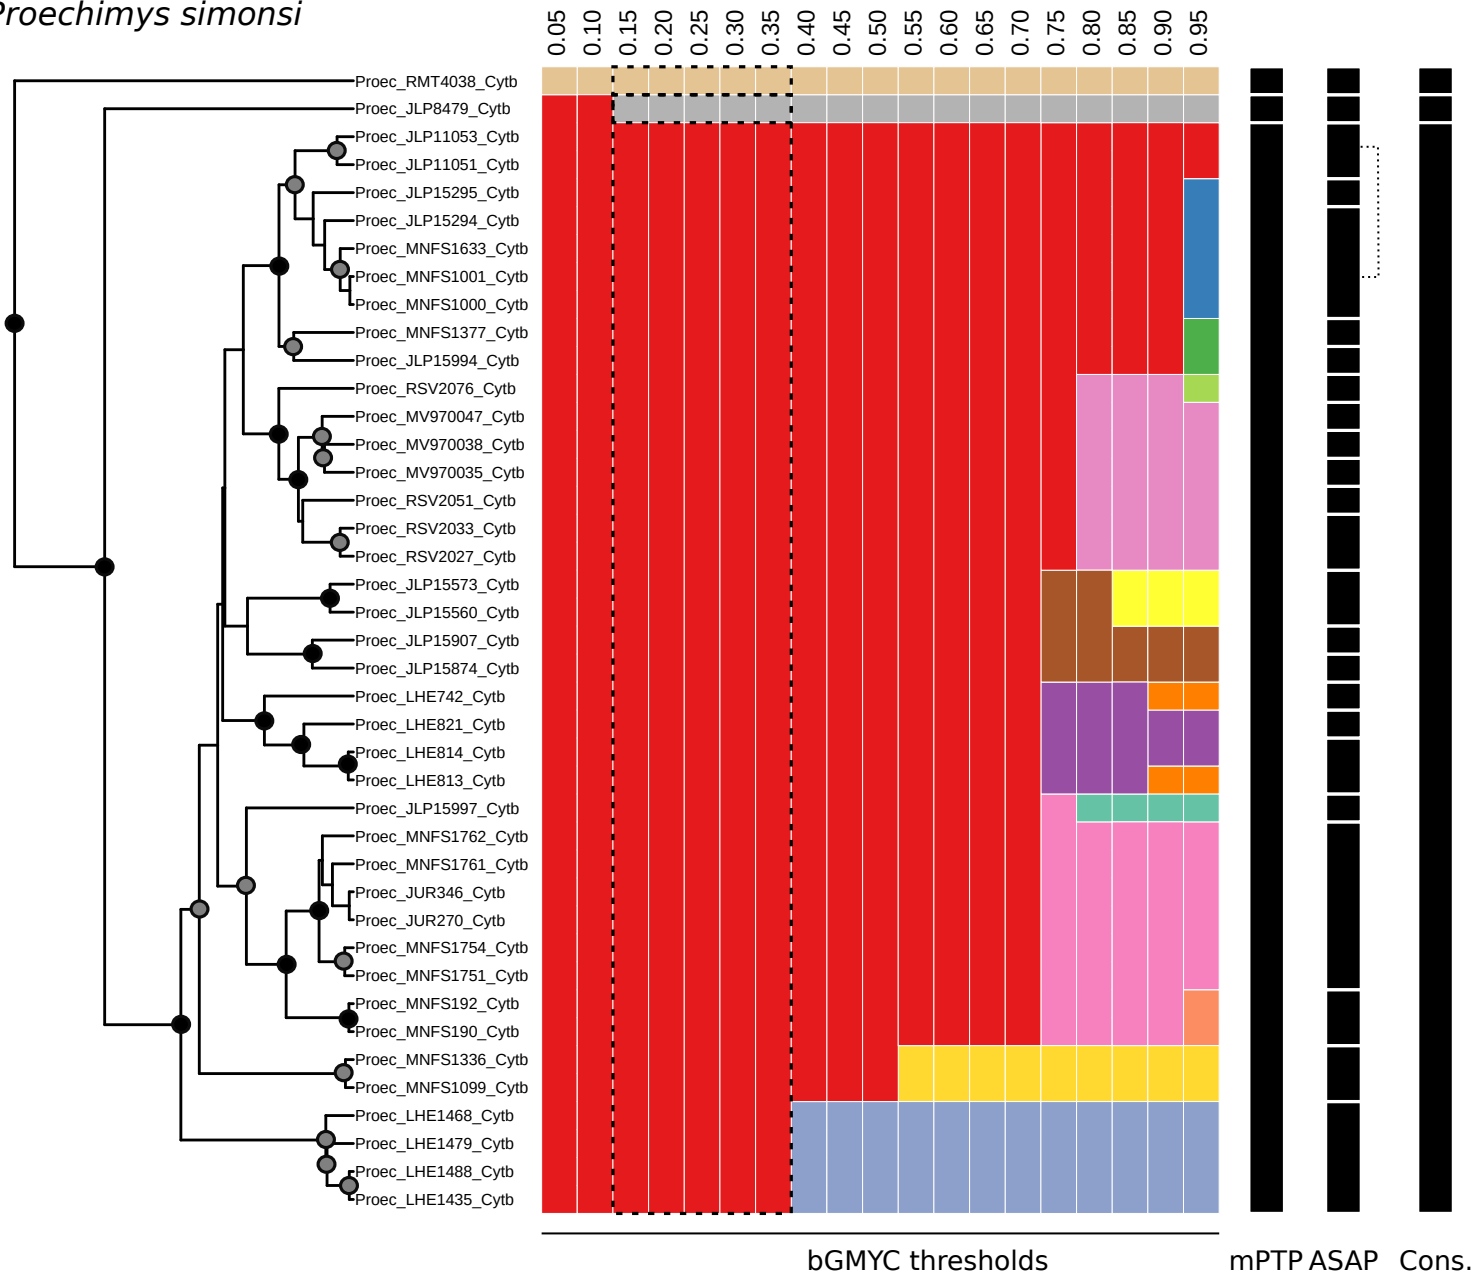 Proechimys simonsi
0.05 0.10 0.15 0.20 0.25 0.30 0.35 0.40 0.45 0.50 0.55 0.60 0.65 0.70 0.75 0.80 0.85 0.90 0.95
Proec_RMT4038_Cytb
Proec_JLP8479_Cytb
Proec_JLP11053_Cytb
Proec_JLP11051_Cytb
Proec_JLP15295_Cytb
Proec_JLP15294_Cytb
Proec_MNFS1633_Cytb
Proec_MNFS1001_Cytb
Proec_MNFS1000_Cytb
Proec_MNFS1377_Cytb
Proec_JLP15994_Cytb
Proec_RSV2076_Cytb
Proec_MV970047_Cytb
Proec_MV970038_Cytb
Proec_MV970035_Cytb
Proec_RSV2051_Cytb
Proec_RSV2033_Cytb
Proec_RSV2027_Cytb
Proec_JLP15573_Cytb
Proec_JLP15560_Cytb
Proec_JLP15907_Cytb
Proec_JLP15874_Cytb
Proec_LHE742_Cytb
Proec_LHE821_Cytb
Proec_LHE814_Cytb
Proec_LHE813_Cytb
Proec_JLP15997_Cytb
Proec_MNFS1762_Cytb
Proec_MNFS1761_Cytb
Proec_JUR346_Cytb
Proec_JUR270_Cytb
Proec_MNFS1754_Cytb
Proec_MNFS1751_Cytb
Proec_MNFS192_Cytb
Proec_MNFS190_Cytb
Proec_MNFS1336_Cytb
Proec_MNFS1099_Cytb
Proec_LHE1468_Cytb
Proec_LHE1479_Cytb
Proec_LHE1488_Cytb
Proec_LHE1435_Cytb
bGMYC thresholds mPTP ASAP Cons.